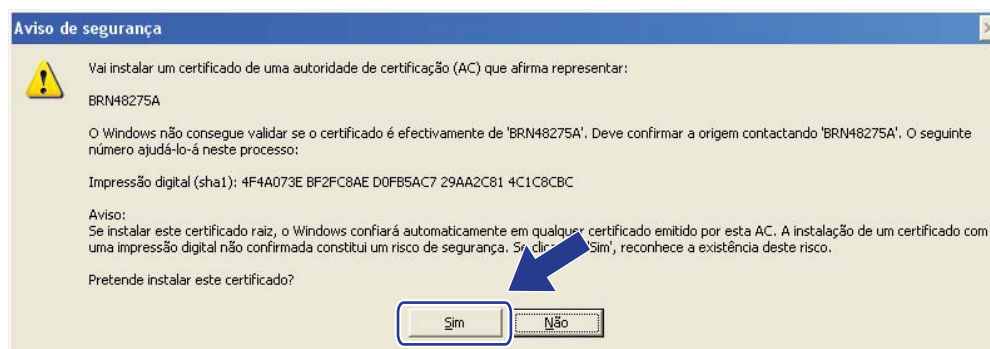 Aviso de segurança
Vai instalar um certificado de uma autoridade de certificação (AC) que afirma representar:
BRN48275A
O Windows não consegue validar se o certificado é efectivamente de 'BRN48275A'. Deve confirmar a origem contactando 'BRN48275A'. O seguinte
número ajudá-lo-á neste processo:
Impressão digital (sha1): 4F4A073E BF2FC8AE D0FB5AC7 29AA2C81 4C1C8CBC
Aviso:
Se instalar este certificado raiz, o Windows confiará automaticamente em qualquer certificado emitido por esta AC. A instalação de um certificado com
uma impressão digital não confirmada constitui um risco de segurança. Se 'Sim', reconhece a existência deste risco.
Pretende instalar este certificado?
Sim Não